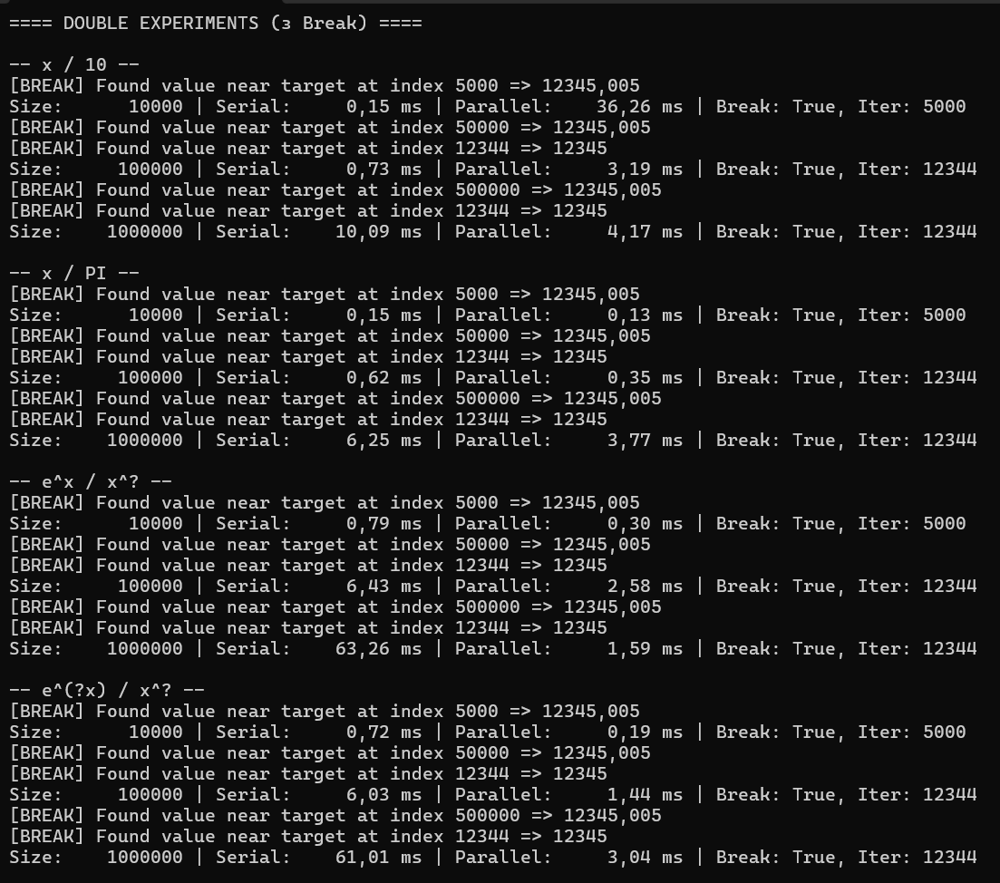 ==== DOUBLE EXPERIMENTS (з Break) ====
-- x / 10 --
[BREAK] Found value near target at index 5000 => 12345,005
Size:      10000 | Serial:     0,15 ms | Parallel:    36,26 ms | Break: True, Iter: 5000
[BREAK] Found value near target at index 50000 => 12345,005
[BREAK] Found value near target at index 12344 => 12345
Size:     100000 | Serial:     0,73 ms | Parallel:     3,19 ms | Break: True, Iter: 12344
[BREAK] Found value near target at index 500000 => 12345,005
[BREAK] Found value near target at index 12344 => 12345
Size:    1000000 | Serial:    10,09 ms | Parallel:     4,17 ms | Break: True, Iter: 12344
-- x / PI --
[BREAK] Found value near target at index 5000 => 12345,005
Size:      10000 | Serial:     0,15 ms | Parallel:     0,13 ms | Break: True, Iter: 5000
[BREAK] Found value near target at index 50000 => 12345,005
[BREAK] Found value near target at index 12344 => 12345
Size:     100000 | Serial:     0,62 ms | Parallel:     0,35 ms | Break: True, Iter: 12344
[BREAK] Found value near target at index 500000 => 12345,005
[BREAK] Found value near target at index 12344 => 12345
Size:    1000000 | Serial:     6,25 ms | Parallel:     3,77 ms | Break: True, Iter: 12344
-- e^x / x^? --
[BREAK] Found value near target at index 5000 => 12345,005
Size:      10000 | Serial:     0,79 ms | Parallel:     0,30 ms | Break: True, Iter: 5000
[BREAK] Found value near target at index 50000 => 12345,005
[BREAK] Found value near target at index 12344 => 12345
Size:     100000 | Serial:     6,43 ms | Parallel:     2,58 ms | Break: True, Iter: 12344
[BREAK] Found value near target at index 500000 => 12345,005
[BREAK] Found value near target at index 12344 => 12345
Size:    1000000 | Serial:    63,26 ms | Parallel:     1,59 ms | Break: True, Iter: 12344
-- e^(?x) / x^? --
[BREAK] Found value near target at index 5000 => 12345,005
Size:      10000 | Serial:     0,72 ms | Parallel:     0,19 ms | Break: True, Iter: 5000
[BREAK] Found value near target at index 50000 => 12345,005
[BREAK] Found value near target at index 12344 => 12345
Size:     100000 | Serial:     6,03 ms | Parallel:     1,44 ms | Break: True, Iter: 12344
[BREAK] Found value near target at index 500000 => 12345,005
[BREAK] Found value near target at index 12344 => 12345
Size:    1000000 | Serial:    61,01 ms | Parallel:     3,04 ms | Break: True, Iter: 12344